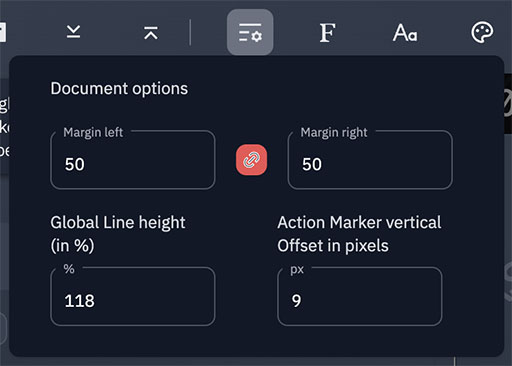 F Aa
Document options
Margin left
Margin right
50
50
Global Line height
(in %)
Action Marker vertical
Offset in pixels
%
px
118
9